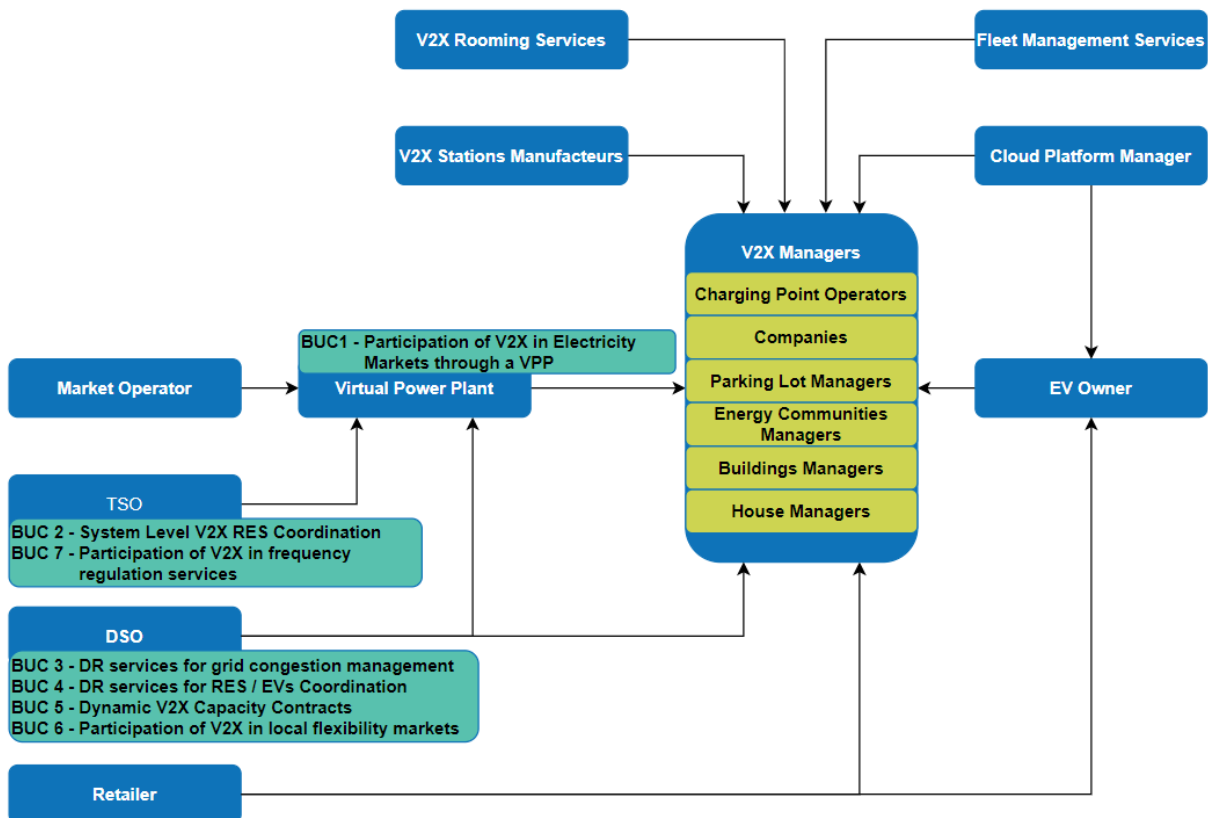 V2X Rooming Services
Fleet Management Services
V2X Stations Manufacteurs
Cloud Platform Manager
V2X Managers
Charging Point Operators
Companies
Parking Lot Managers
Energy Communities
Managers
Buildings Managers
House Managers
BUC1 - Participation of V2X in Electricity
Markets through a VPP
Market Operator
Virtual Power Plant
EV Owner
TSO
BUC 2 - System Level V2X RES Coordination
BUC 7 - Participation of V2X in frequency
regulation services
DSO
BUC 3 - DR services for grid congestion management
BUC 4 - DR services for RES / EVs Coordination
BUC 5 - Dynamic V2X Capacity Contracts
BUC 6 - Participation of V2X in local flexibility markets
Retailer